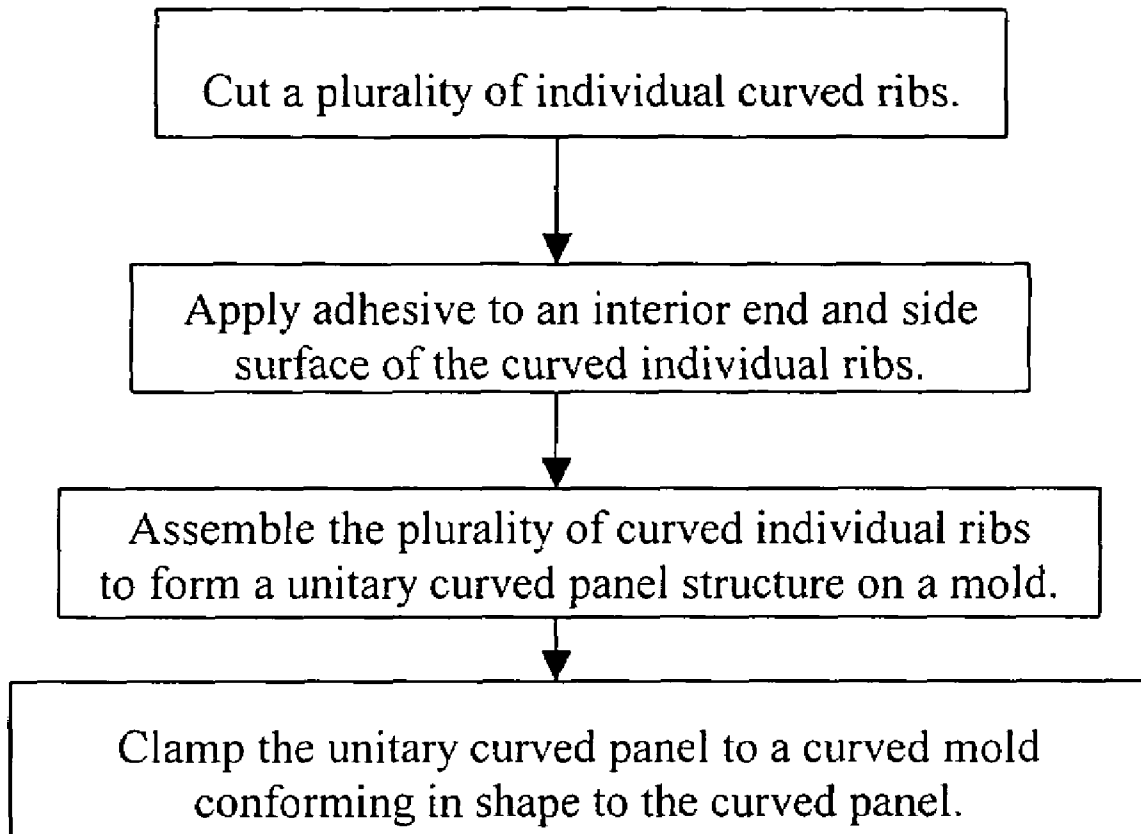 Cut a plurality of individual curved ribs.
Apply adhesive to an interior end and side
surface of the curved individual ribs.
Assemble the plurality of curved individual ribs
to form a unitary curved panel structure on a mold.
Clamp the unitary curved panel to a curved mold
conforming in shape to the curved panel.